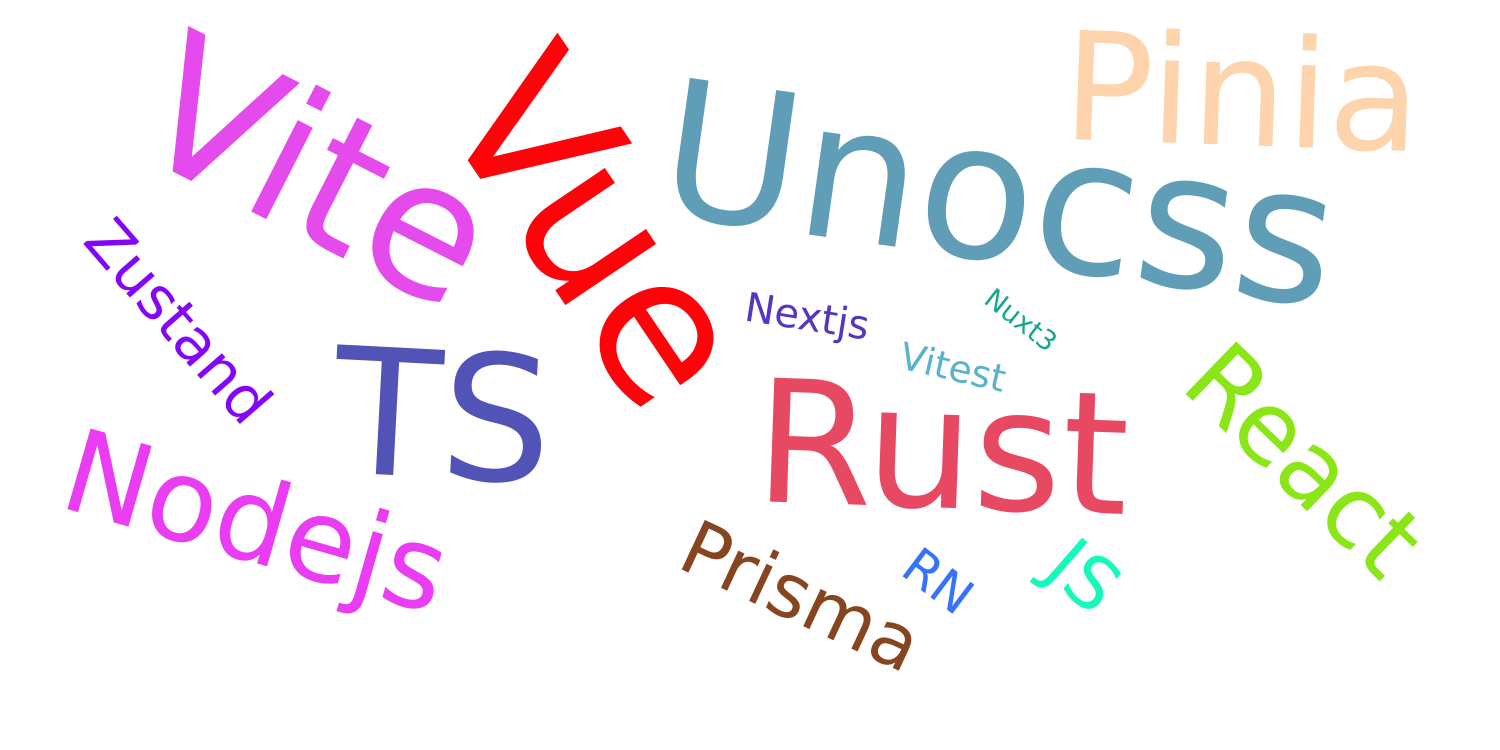 Vite
Vue
Unocss
Pinia
Zustand
Nextjs
Nuxt3
Vitest
TS
Rust
React
Nodejs
Prisma
RN
JS